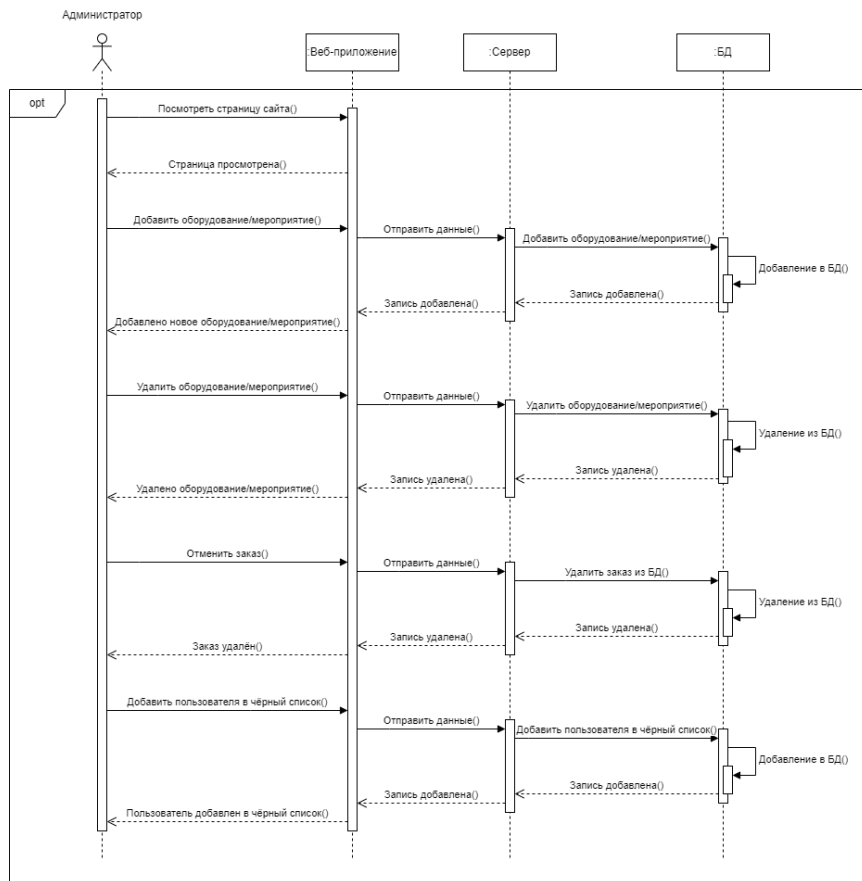 Администратор
:Веб-приложение
:Сервер
:БД
opt
Посмотреть страницу сайта()
Страница просмотрена()
Добавить оборудование/мероприятие()
Отправить данные()
Добавить оборудование/мероприятие()
Добавление в БД()
Запись добавлена()
Запись добавлена()
Добавлено новое оборудование/мероприятие()
Удалить оборудование/мероприятие()
Отправить данные()
Удалить оборудование/мероприятие()
Удаление из БД()
Запись удалена()
Запись удалена()
Удалено оборудование/мероприятие()
Отменить заказ()
Отправить данные()
Удалить заказ из БД()
Удаление из БД()
Запись удалена()
Запись удалена()
Заказ удалён()
Добавить пользователя в чёрный список()
Отправить данные()
Добавить пользователя в чёрный список()
Добавление в БД()
Запись добавлена()
Запись добавлена()
Пользователь добавлен в чёрный список()